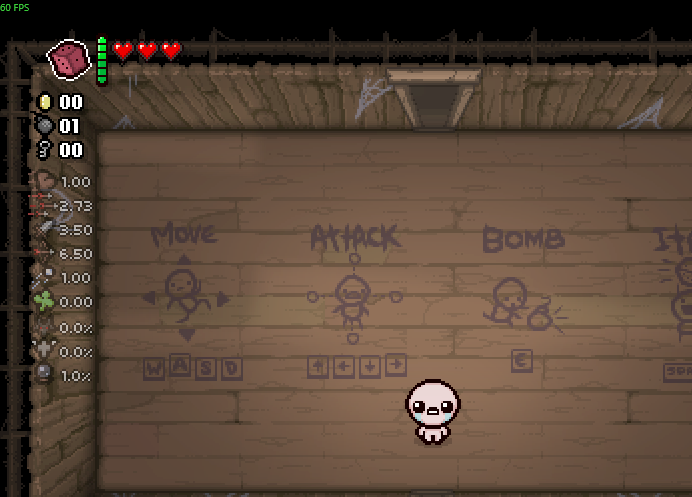 60 FPS
00
01
00
1.00
2.73
3.50
6.50
1.00
0.00
0.0%
0.0%
1.0%
MOVE
ATTACK
BOMB
W A S D
↑ ← ↓ →
E